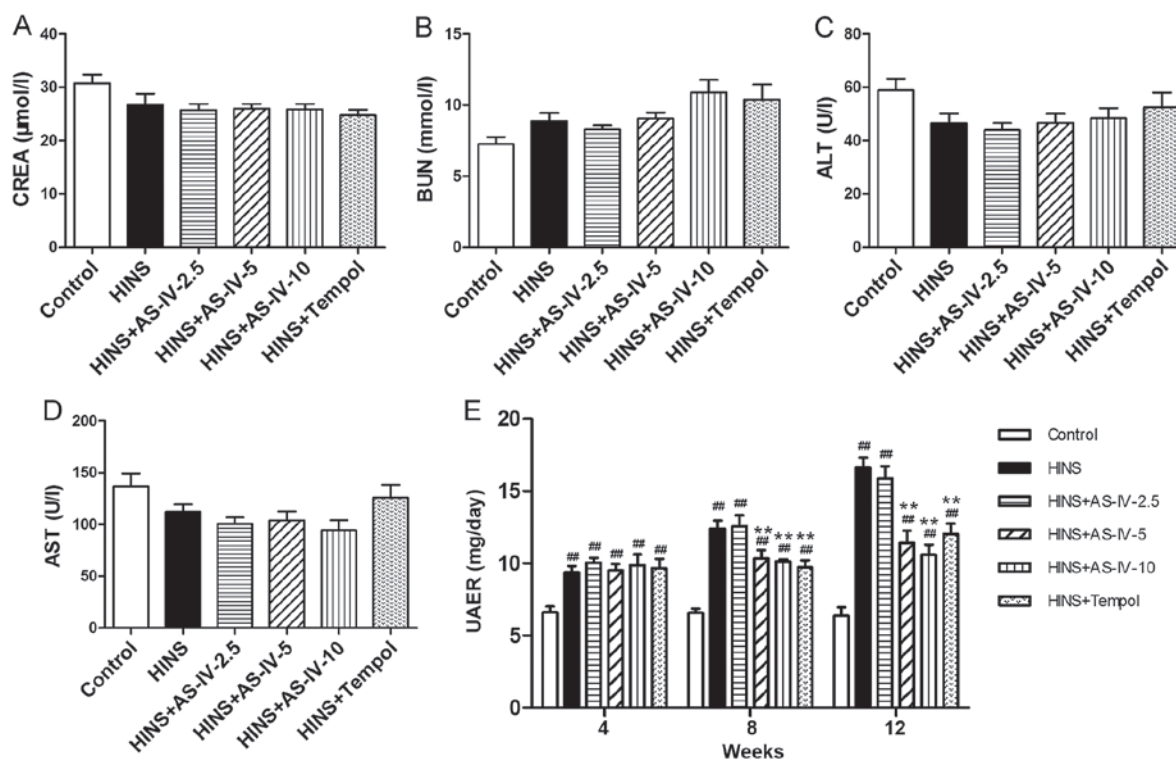 A
CREA (µmol/l)
40
30
20
10
0
Control
HINS
HINS+AS-IV-2.5
HINS+AS-IV-5
HINS+AS-IV-10
HINS+Tempol
B
BUN (mmol/l)
15
10
5
0
Control
HINS
HINS+AS-IV-2.5
HINS+AS-IV-5
HINS+AS-IV-10
HINS+Tempol
C
ALT (U/l)
80
60
40
20
0
Control
HINS
HINS+AS-IV-2.5
HINS+AS-IV-5
HINS+AS-IV-10
HINS+Tempol
D
AST (U/l)
200
150
100
50
0
Control
HINS
HINS+AS-IV-2.5
HINS+AS-IV-5
HINS+AS-IV-10
HINS+Tempol
E
UAER (mg/day)
20
15
10
5
0
## ## ## ## ##
## ## ** ## ** ## ** ##
## ## ** ## ** ## ** ##
4 8 12
Weeks
Control
HINS
HINS+AS-IV-2.5
HINS+AS-IV-5
HINS+AS-IV-10
HINS+Tempol